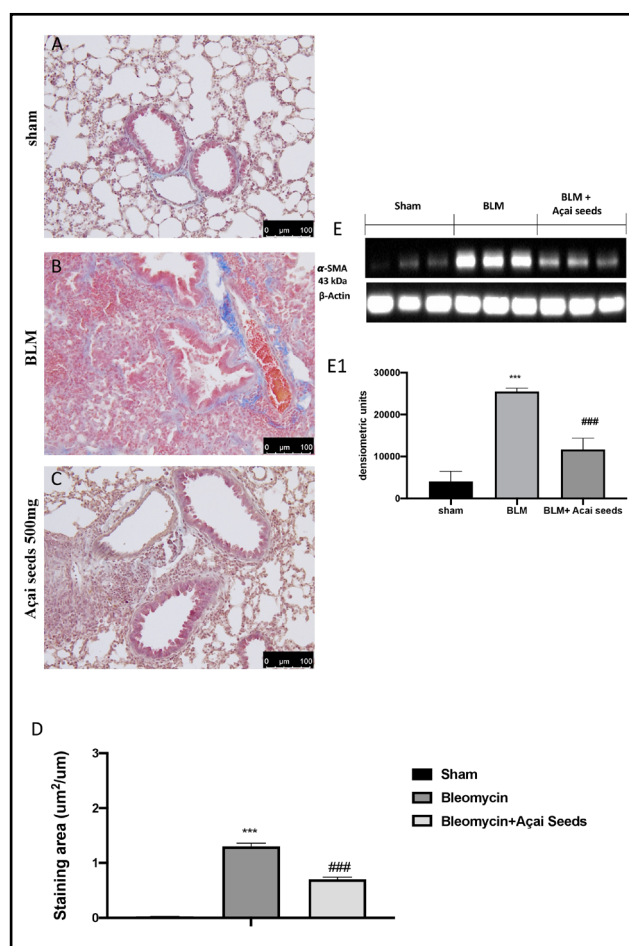 A
sham
0 µm 100
B
BLM
0 µm 100
C
Açai seeds 500mg
0 µm 100
E
Sham
BLM
BLM +
Açai seeds
α-SMA
43 kDa
β-Actin
E1
densiometric units
30000
20000
10000
0
***
###
sham
BLM
BLM+ Acai seeds
D
Staining area (um²/um)
3
2
1
0
***
###
Sham
Bleomycin
Bleomycin+Açai Seeds